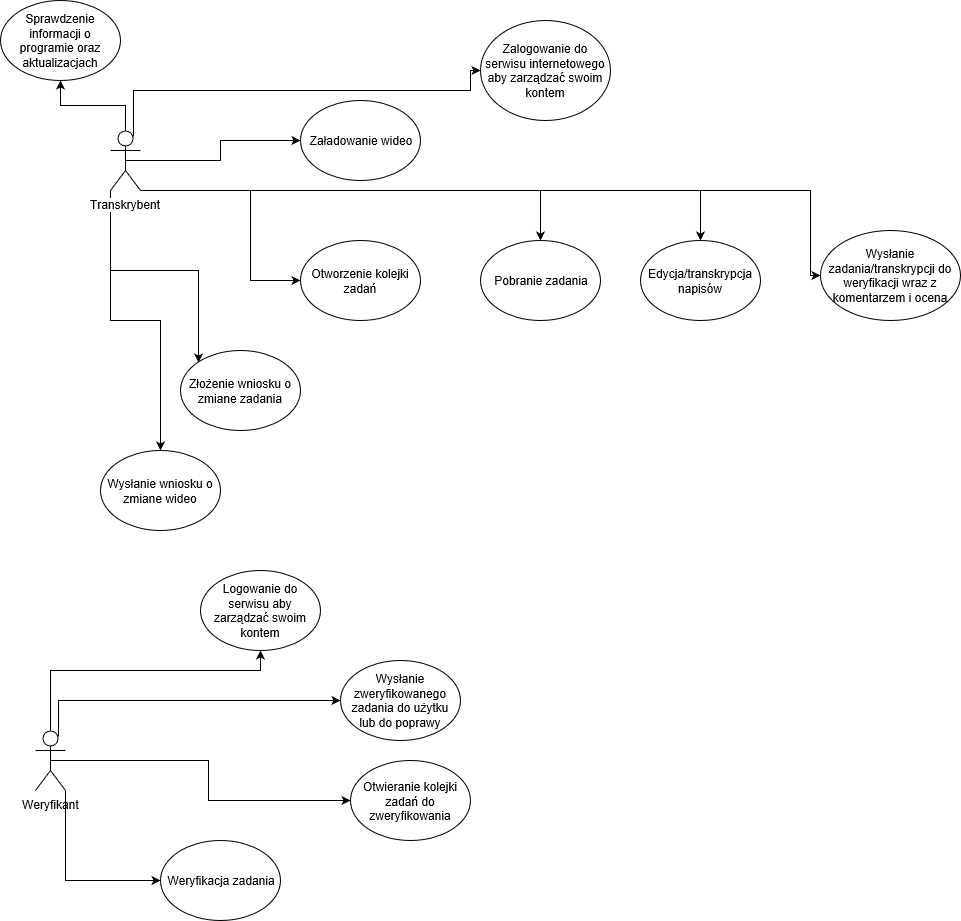 Sprawdzenie
informacji o
programie oraz
aktualizacjach
Zalogowanie do
serwisu internetowego
aby zarządzać swoim
kontem
Załadowanie wideo
Transkrybent
Otworzenie kolejki
zadań
Pobranie zadania
Edycja/transkrypcja
napisów
Wysłanie
zadania/transkrypcji do
weryfikacji wraz z
komentarzem i ocena
Złożenie wniosku o
zmiane zadania
Wysłanie wniosku o
zmiane wideo
Logowanie do
serwisu aby
zarządzać swoim
kontem
Wysłanie
zweryfikowanego
zadania do użytku
lub do poprawy
Weryfikant
Otwieranie kolejki
zadań do
zweryfikowania
Weryfikacja zadania